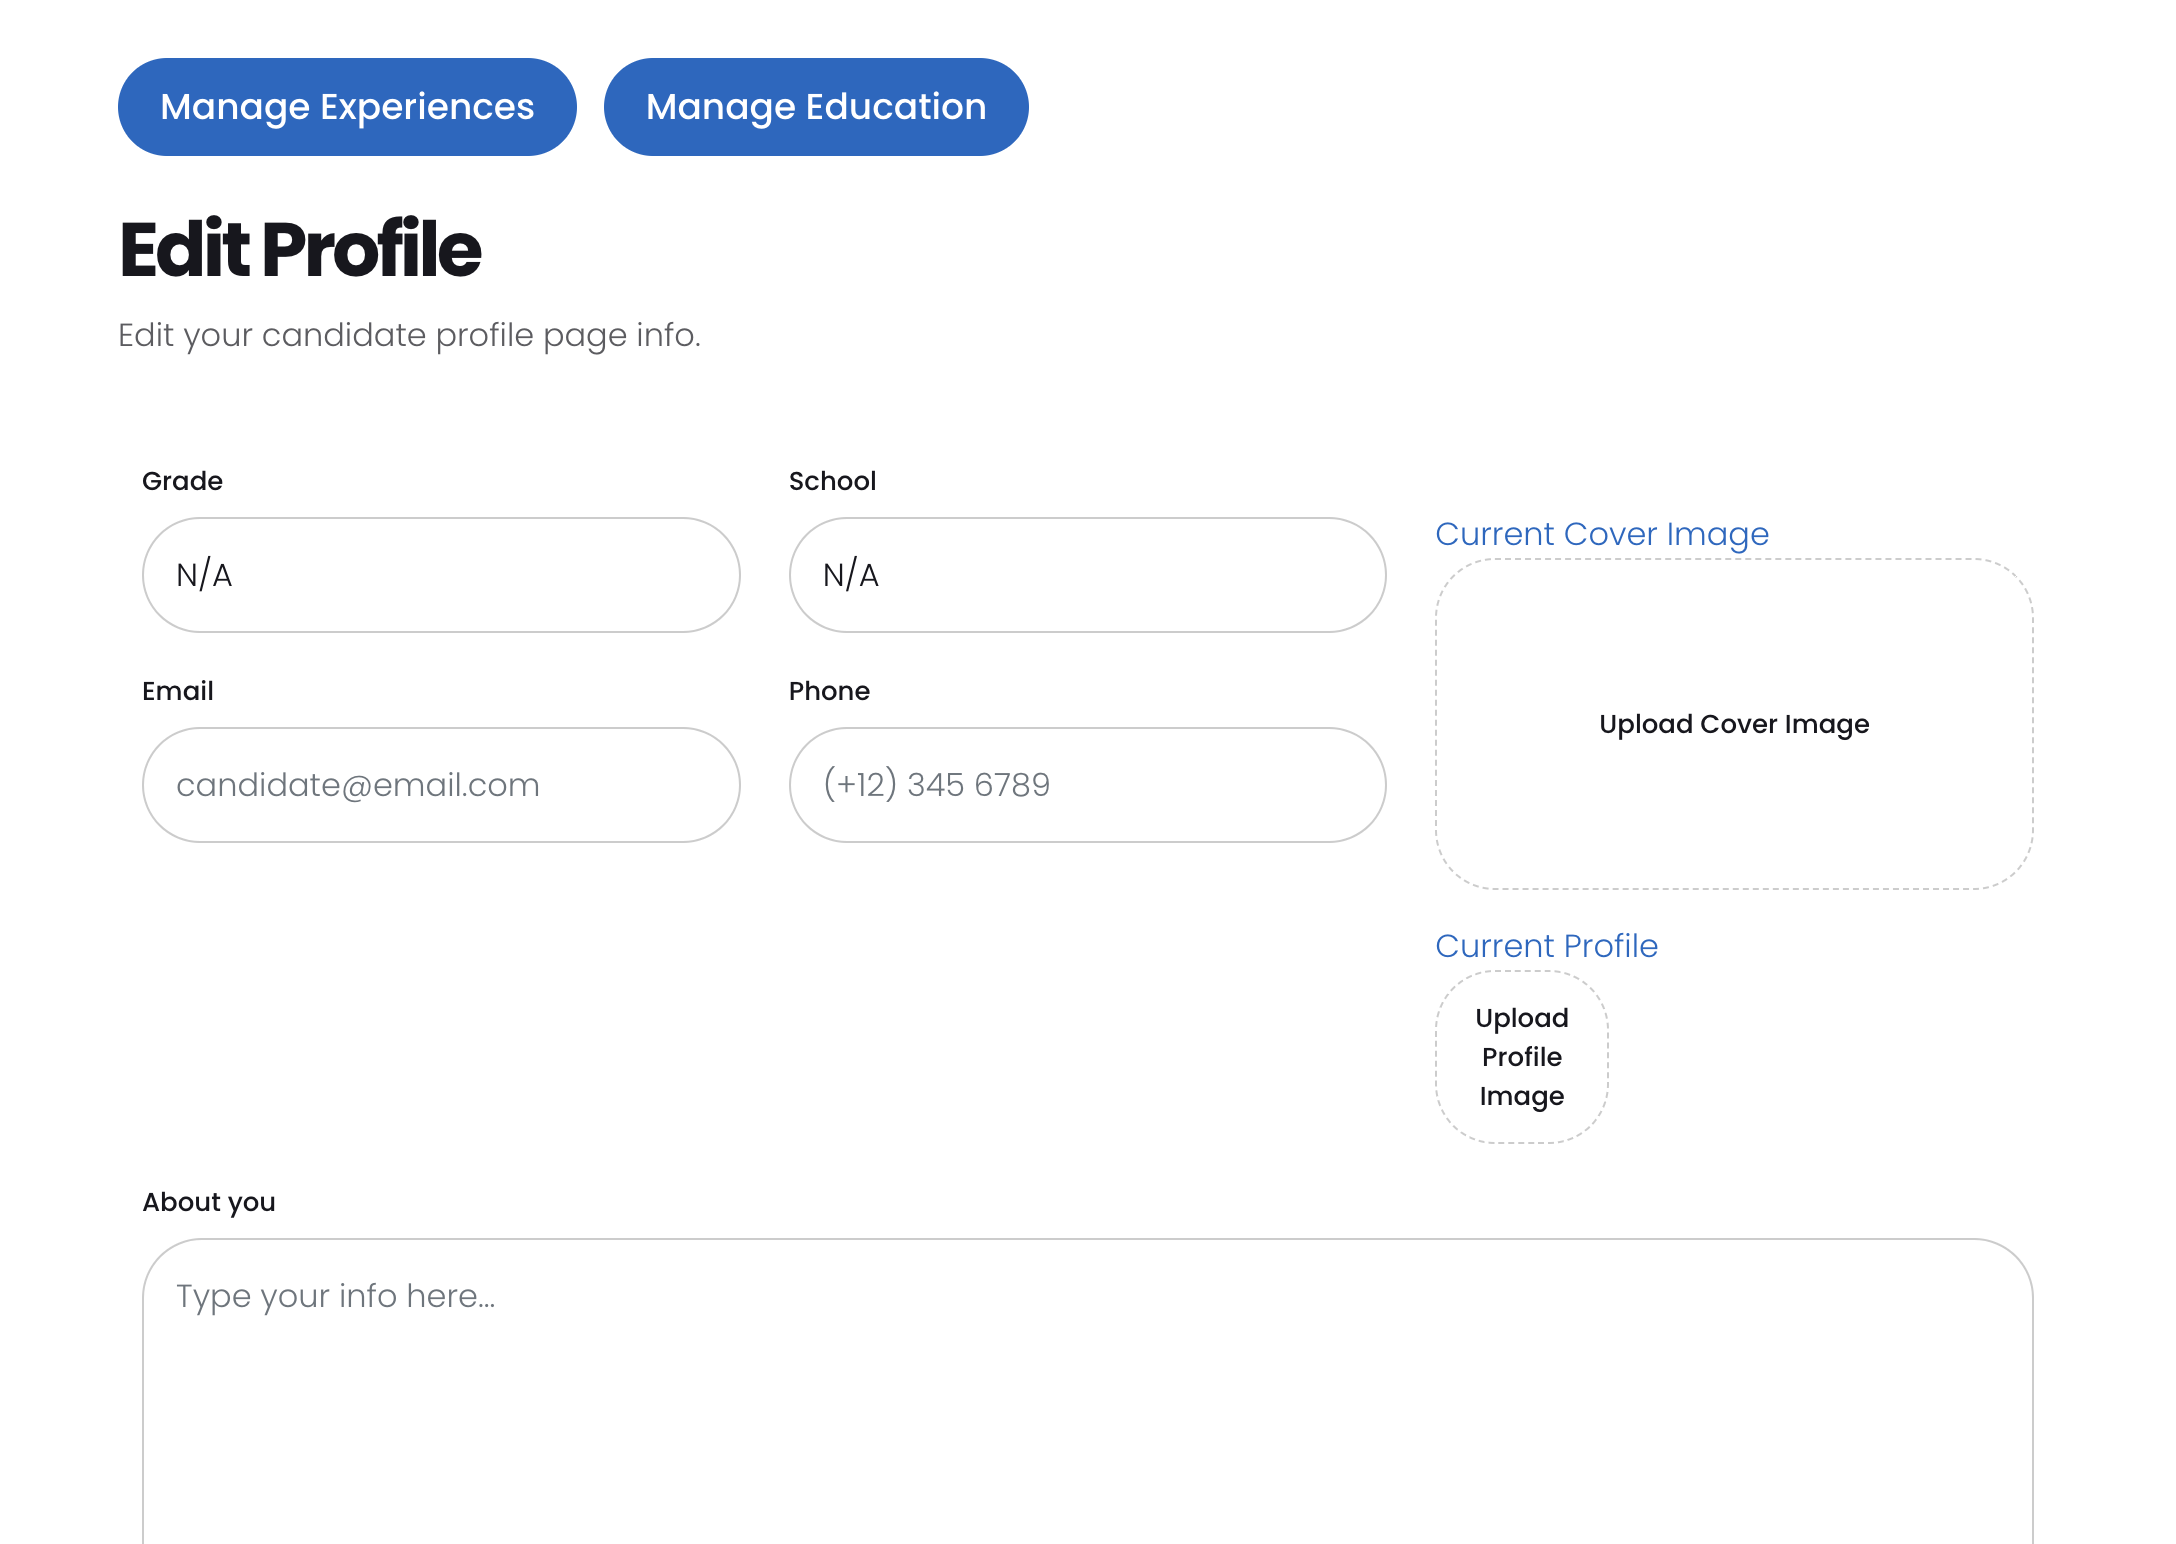 Manage Experiences
Manage Education
Edit Profile
Edit your candidate profile page info.
Grade
N/A
School
N/A
Email
candidate@email.com
Phone
(+12) 345 6789
Current Cover Image
Upload Cover Image
Current Profile
Upload
Profile
Image
About you
Type your info here...